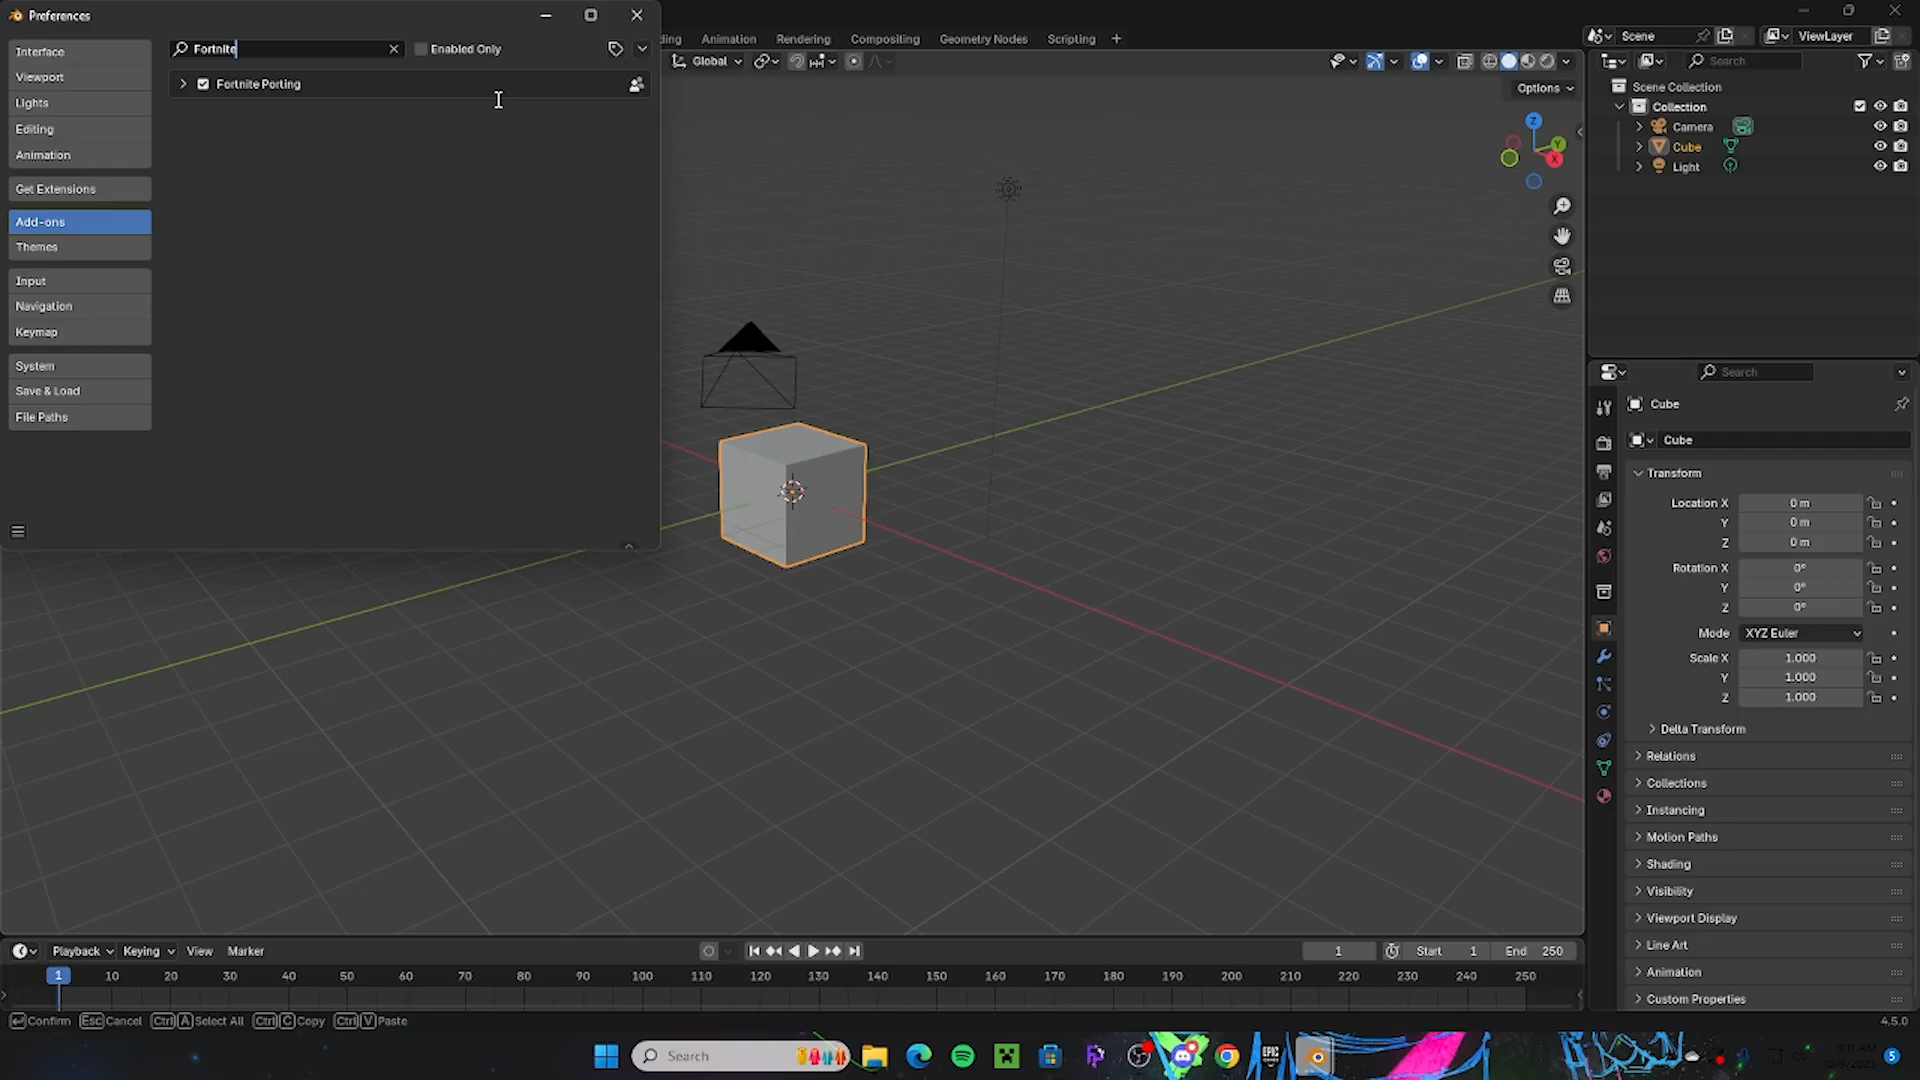 Preferences
Interface
Viewport
Lights
Editing
Animation
Get Extensions
Add-ons
Themes
Input
Navigation
Keymap
System
Save & Load
File Paths
Fortnite
Enabled Only
Fortnite Porting
ding Animation Rendering Compositing Geometry Nodes Scripting +
Scene
ViewLayer
Global
Options
Z
Y
X
Search
Scene Collection
Collection
Camera
Cube
Light
Search
Cube
Cube
Transform
Location X 0 m
Y 0 m
Z 0 m
Rotation X 0°
Y 0°
Z 0°
Mode XYZ Euler
Scale X 1.000
Y 1.000
Z 1.000
Delta Transform
Relations
Collections
Instancing
Motion Paths
Shading
Visibility
Viewport Display
Line Art
Animation
Custom Properties
Playback Keying View Marker
1 Start 1 End 250
1 10 20 30 40 50 60 70 80 90 100 110 120 130 140 150 160 170 180 190 200 210 220 230 240 250
Confirm Esc Cancel Ctrl A Select All Ctrl C Copy Ctrl V Paste
4.5.0
Search
EPIC
9:11 AM
5